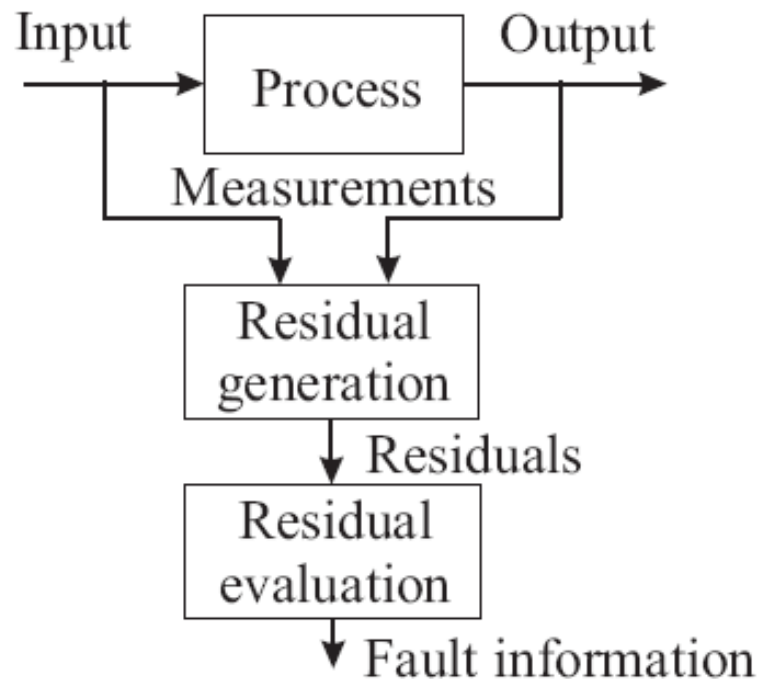 Input
Output
Process
Measurements
Residual
generation
Residuals
Residual
evaluation
Fault information